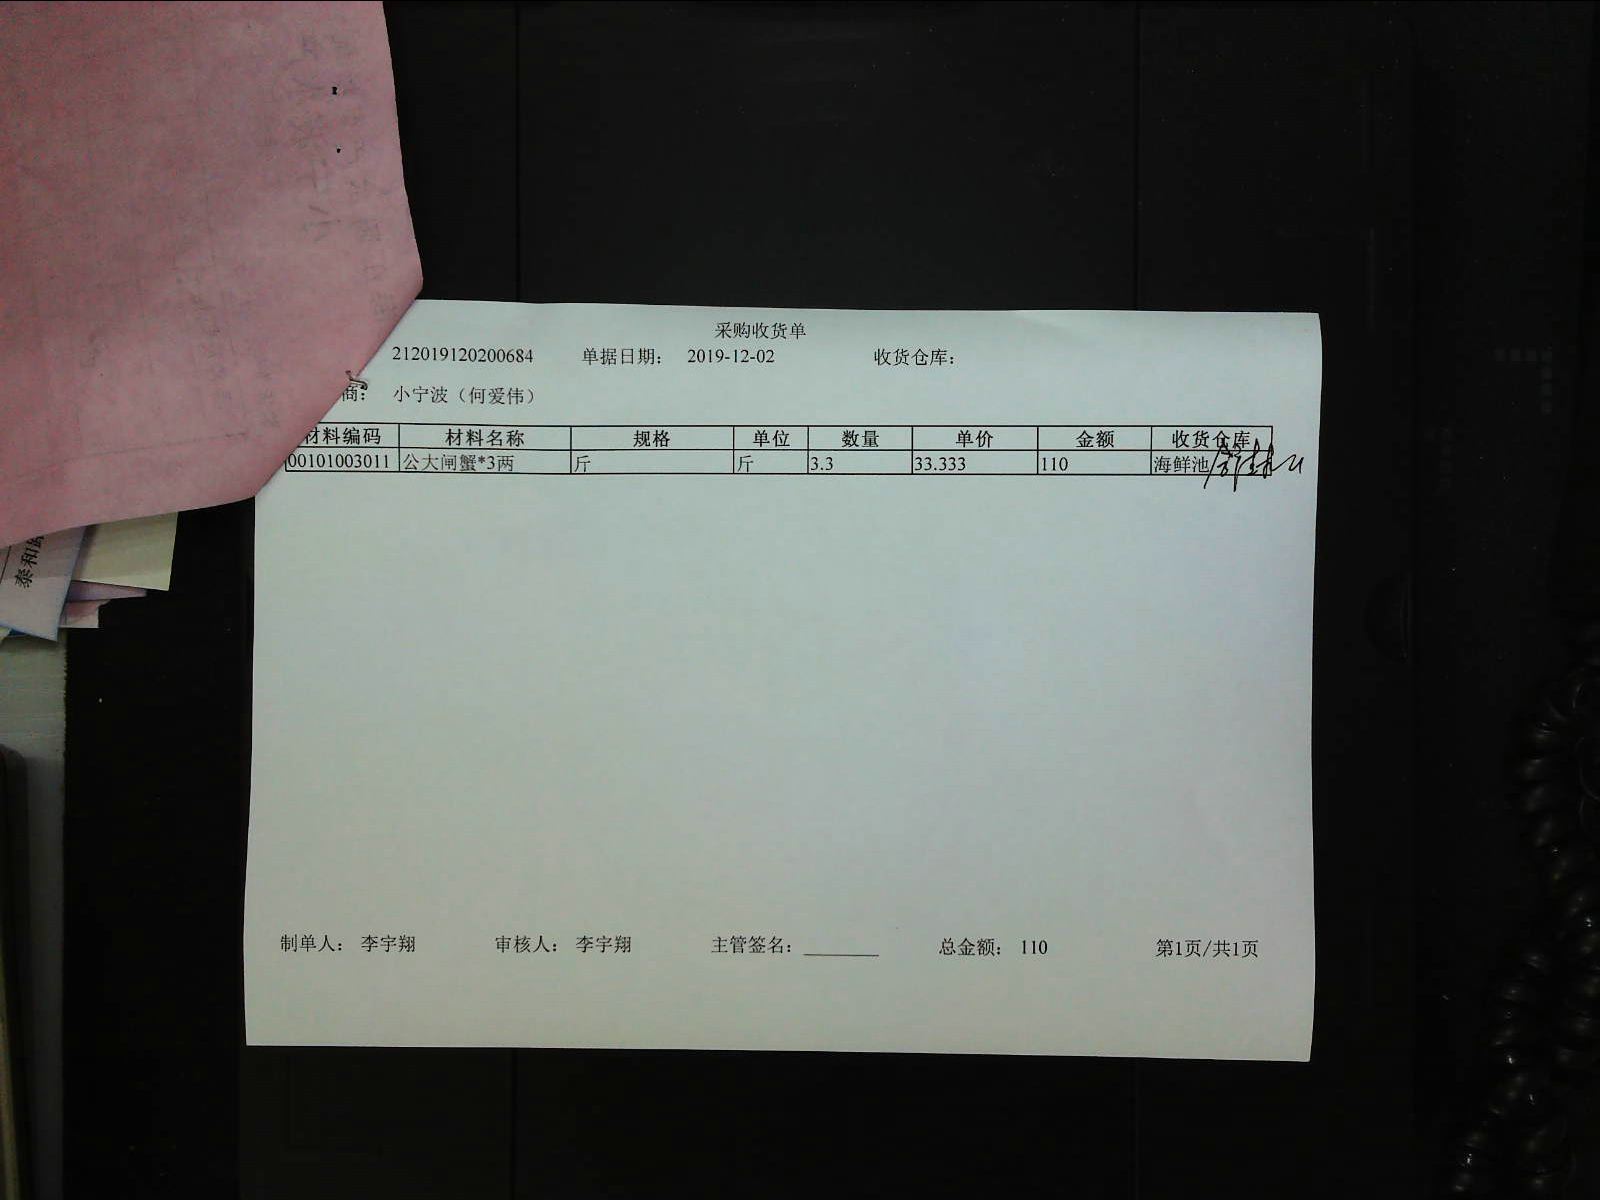 采购收货单
212019120200684 单据日期： 2019-12-02 收货仓库：
商： 小宁波（何爱伟）
材料编码 材料名称 规格 单位 数量 单价 金额 收货仓库
00101003011 公大闸蟹*3两 斤 斤 3.3 33.333 110 海鲜池
制单人： 李宇翔 审核人： 李宇翔 主管签名： 总金额： 110 第1页/共1页
泰和